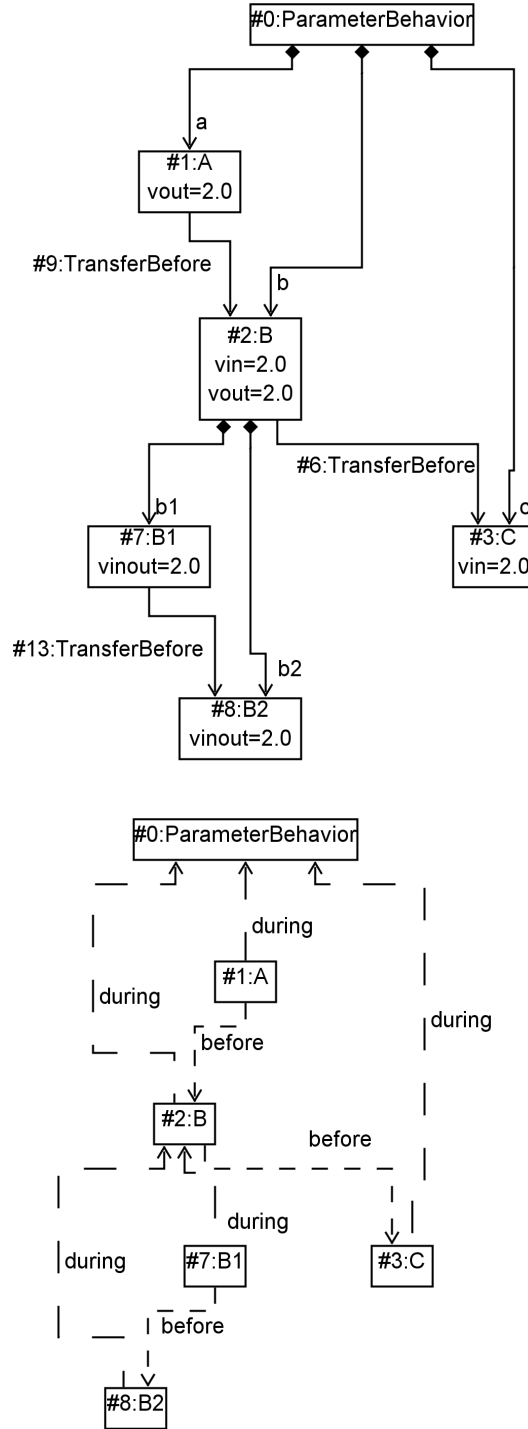 #0:ParameterBehavior
a
#1:A
vout=2.0
#9:TransferBefore
b
#2:B
vin=2.0
vout=2.0
#6:TransferBefore
b1
c
#7:B1
vinout=2.0
#3:C
vin=2.0
#13:TransferBefore
b2
#8:B2
vinout=2.0
#0:ParameterBehavior
during
#1:A
during
during
before
#2:B
before
during
during
#7:B1
#3:C
before
#8:B2